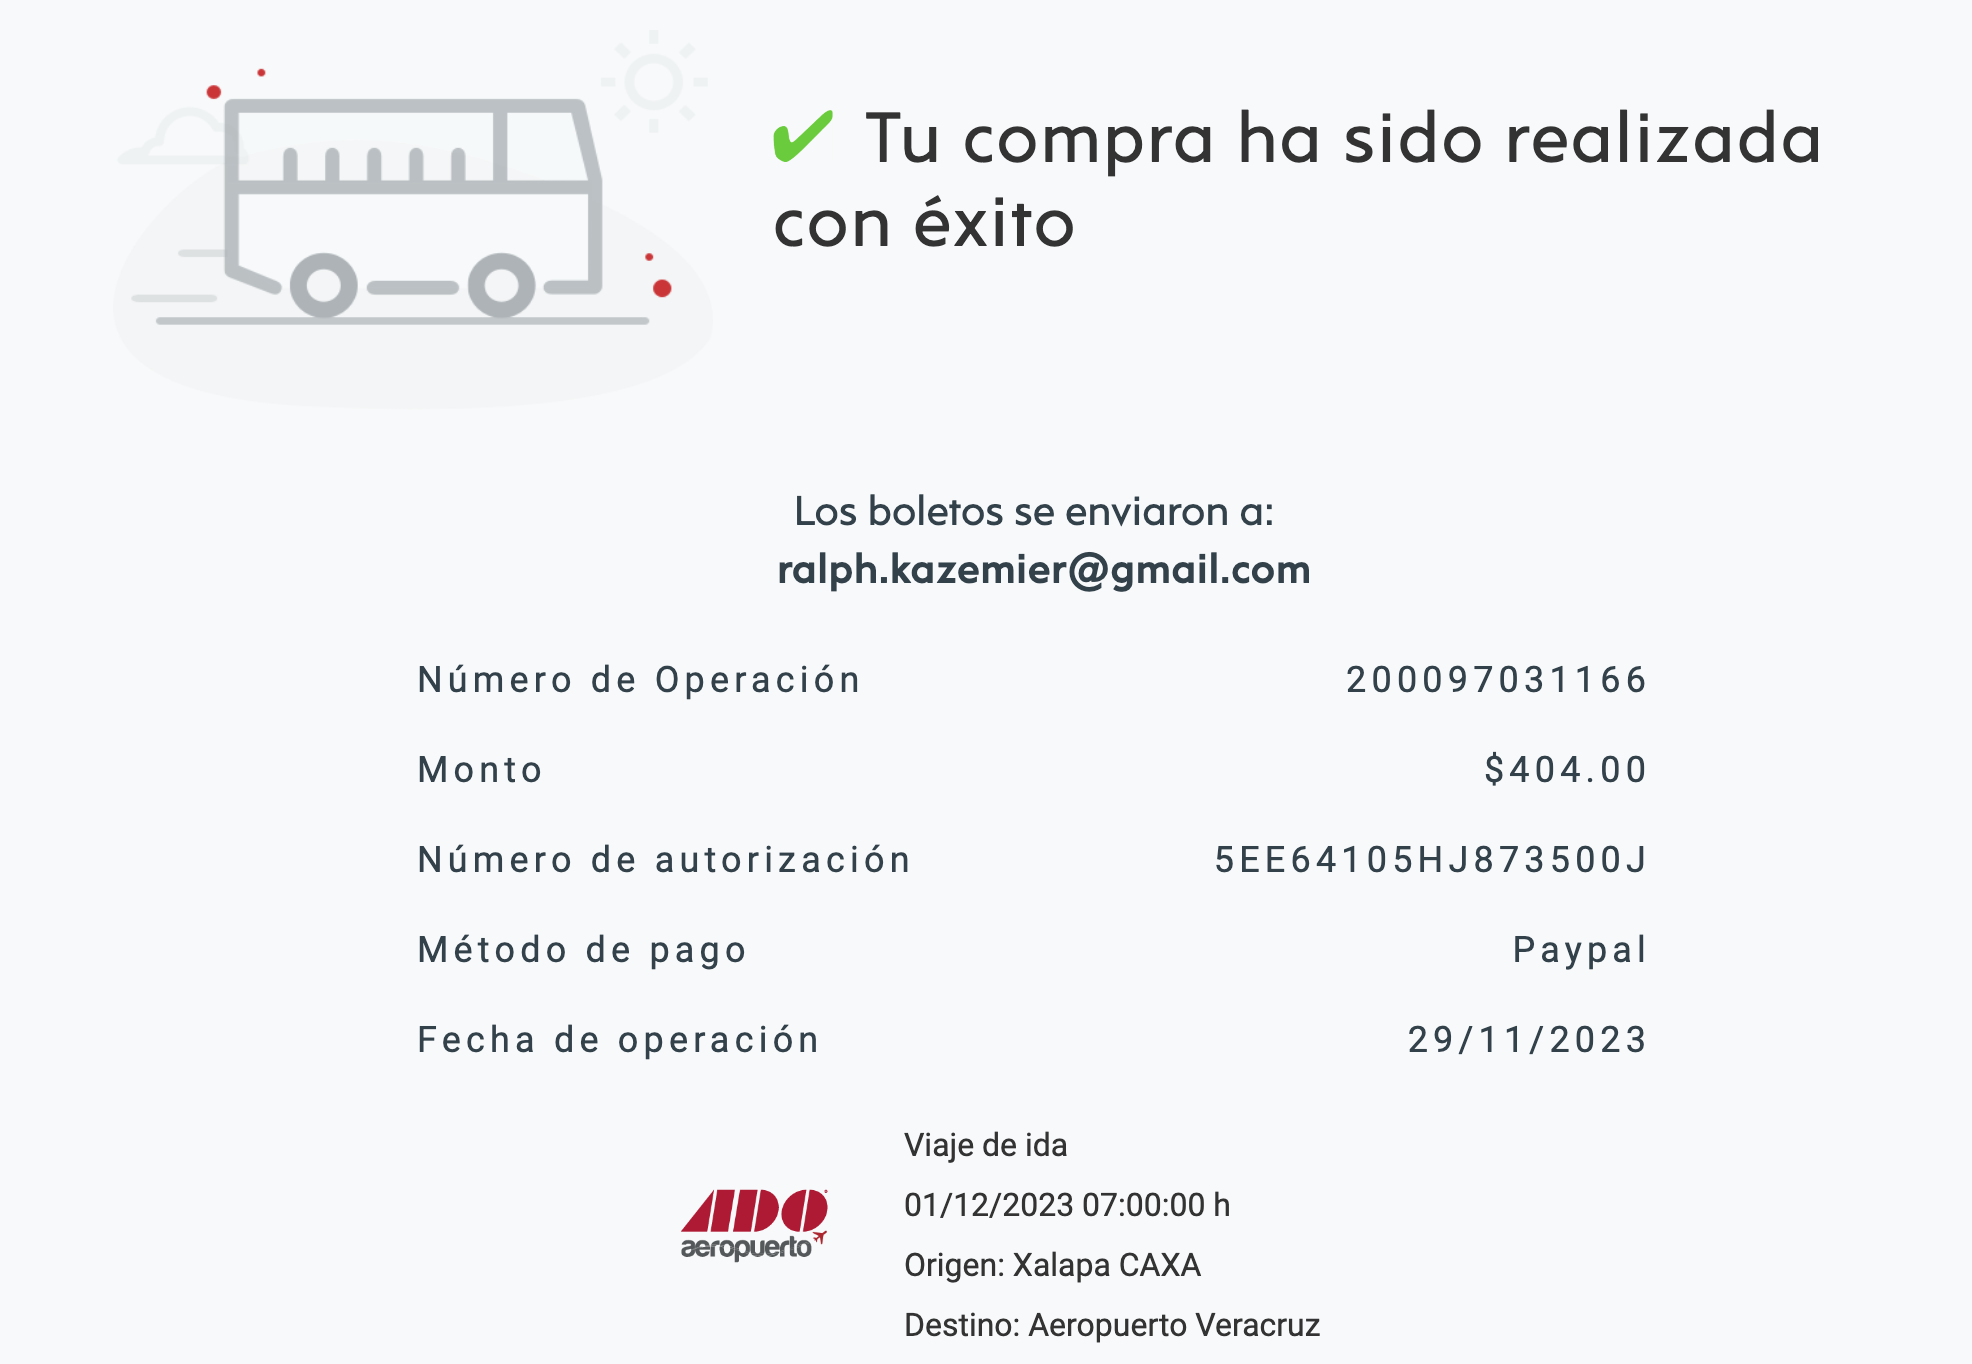 ✔ Tu compra ha sido realizada
con éxito
Los boletos se enviaron a:
ralph.kazemier@gmail.com
Número de Operación 200097031166
Monto $404.00
Número de autorización 5EE64105HJ873500J
Método de pago Paypal
Fecha de operación 29/11/2023
Viaje de ida
ADO
aeropuerto
01/12/2023 07:00:00 h
Origen: Xalapa CAXA
Destino: Aeropuerto Veracruz